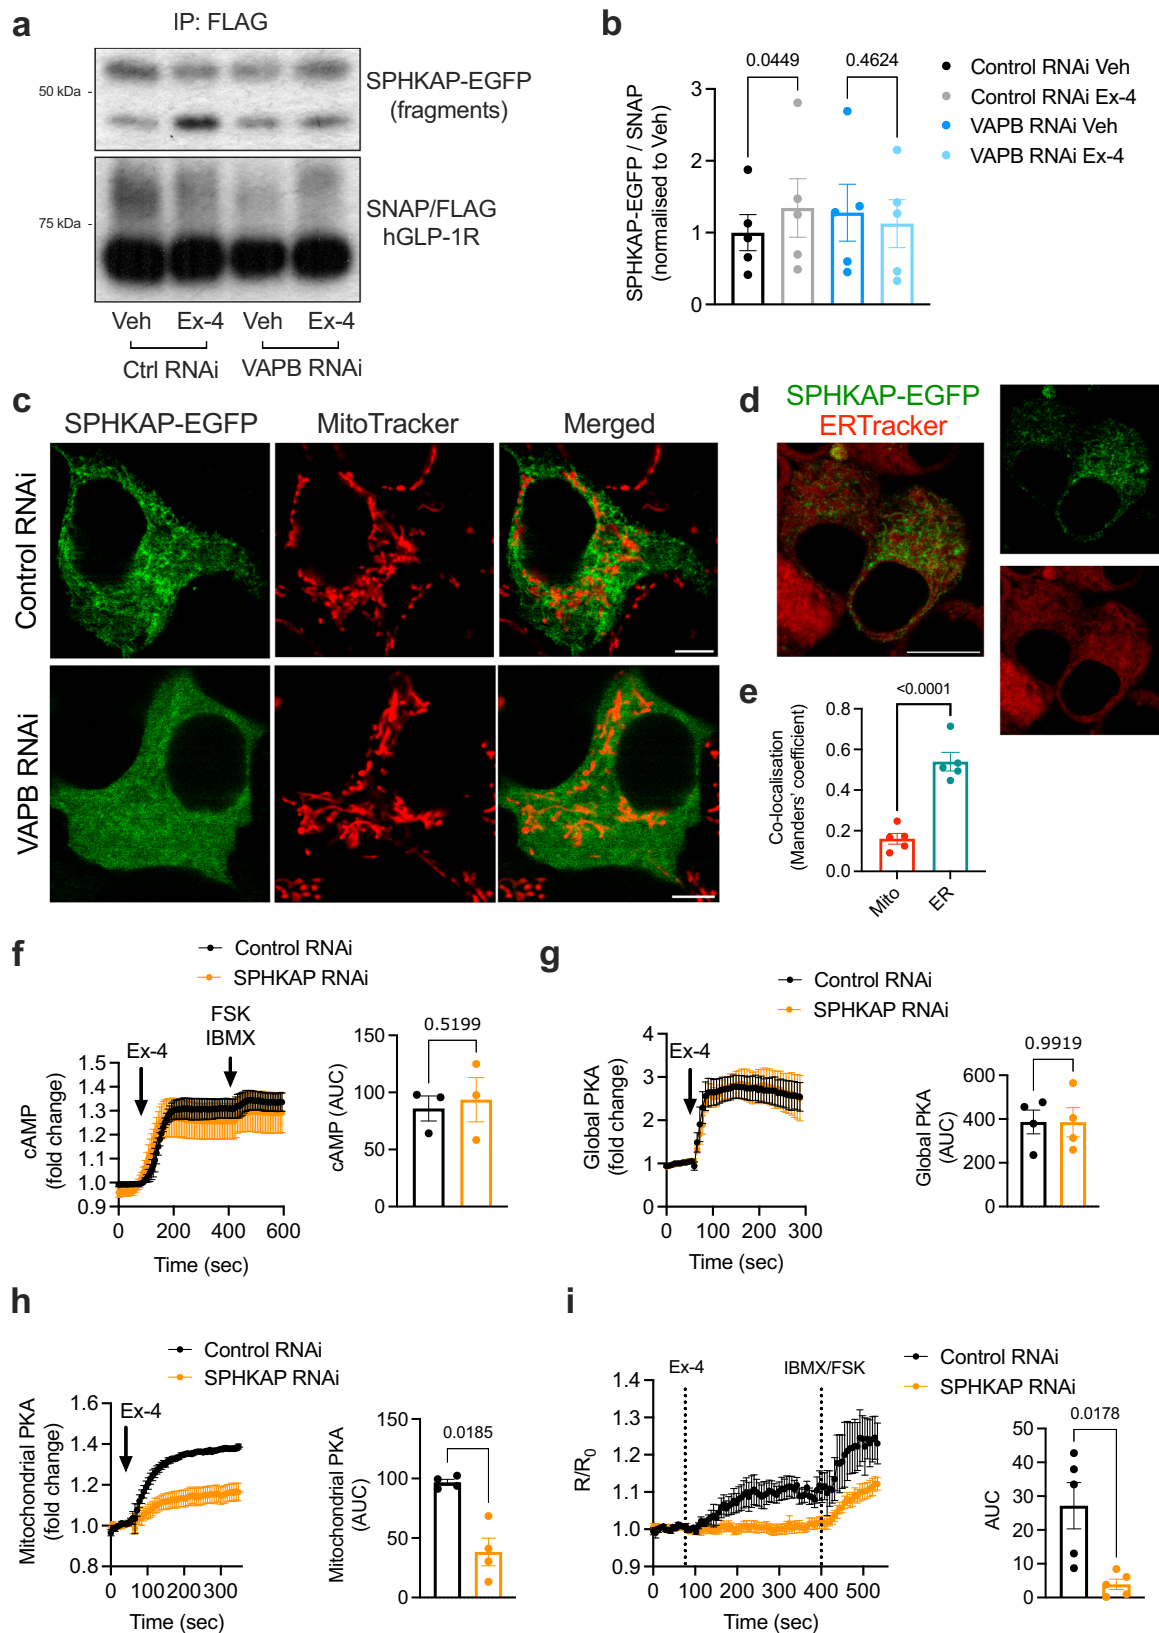 a
IP: FLAG
50 kDa -
SPHKAP-EGFP
(fragments)
75 kDa -
SNAP/FLAG
hGLP-1R
Veh Ex-4 Veh Ex-4
Ctrl RNAi VAPB RNAi
b
SPHKAP-EGFP / SNAP
(normalised to Veh)
3
2
1
0
0.0449
0.4624
Control RNAi Veh
Control RNAi Ex-4
VAPB RNAi Veh
VAPB RNAi Ex-4
c
SPHKAP-EGFP MitoTracker Merged
Control RNAi
VAPB RNAi
d
SPHKAP-EGFP
ERTracker
e
<0.0001
Co-localisation
(Manders' coefficient)
0.8
0.6
0.4
0.2
0.0
Mito ER
f
Control RNAi
SPHKAP RNAi
FSK
IBMX
Ex-4
cAMP
(fold change)
1.5
1.4
1.3
1.2
1.1
1.0
0.9
0 200 400 600
Time (sec)
0.5199
cAMP (AUC)
150
100
50
0
g
Control RNAi
SPHKAP RNAi
Ex-4
Global PKA
(fold change)
4
3
2
1
0
0 100 200 300
Time (sec)
0.9919
Global PKA
(AUC)
600
400
200
0
h
Control RNAi
SPHKAP RNAi
Ex-4
Mitochondrial PKA
(fold change)
1.6
1.4
1.2
1.0
0.8
0 100 200 300
Time (sec)
0.0185
Mitochondrial PKA
(AUC)
150
100
50
0
i
Control RNAi
SPHKAP RNAi
Ex-4 IBMX/FSK
R/R0
1.4
1.3
1.2
1.1
1.0
0.9
0 100 200 300 400 500
Time (sec)
0.0178
AUC
50
40
30
20
10
0